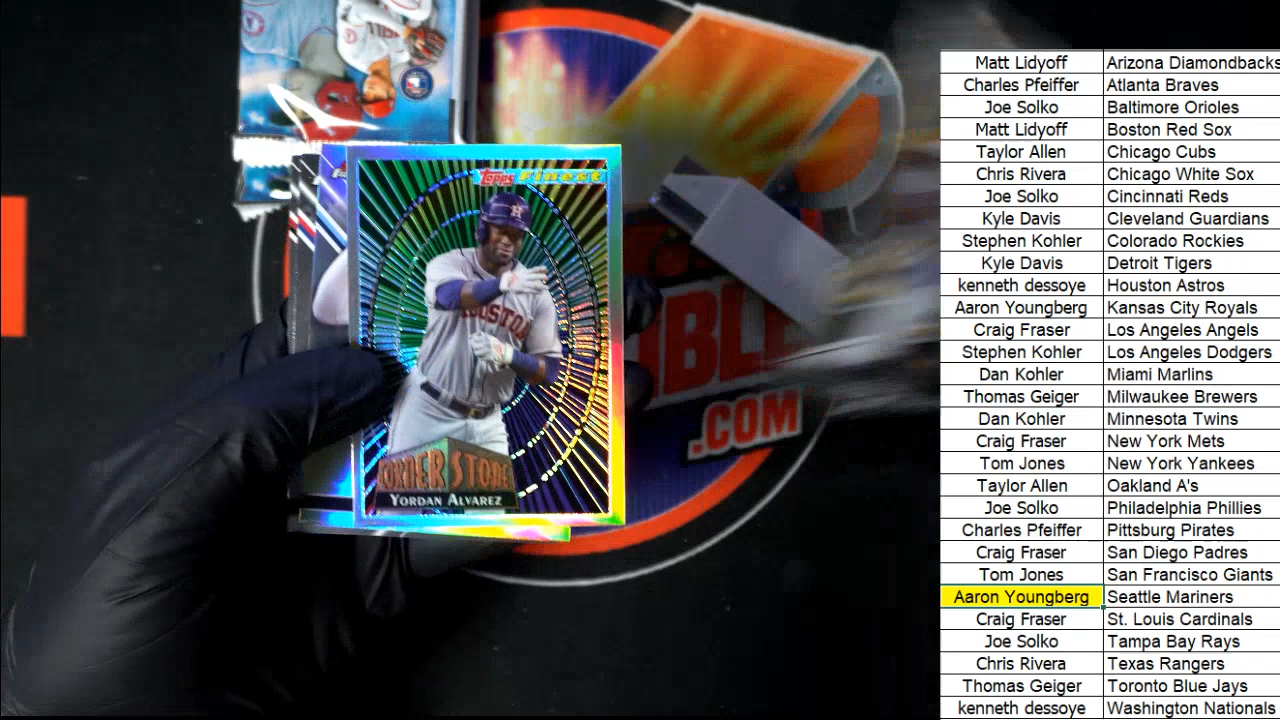 Topps Finest
HOUSTON
CORNERSTONE
YORDAN ALVAREZ
.COM
Matt Lidyoff Arizona Diamondbacks
Charles Pfeiffer Atlanta Braves
Joe Solko Baltimore Orioles
Matt Lidyoff Boston Red Sox
Taylor Allen Chicago Cubs
Chris Rivera Chicago White Sox
Joe Solko Cincinnati Reds
Kyle Davis Cleveland Guardians
Stephen Kohler Colorado Rockies
Kyle Davis Detroit Tigers
kenneth dessoye Houston Astros
Aaron Youngberg Kansas City Royals
Craig Fraser Los Angeles Angels
Stephen Kohler Los Angeles Dodgers
Dan Kohler Miami Marlins
Thomas Geiger Milwaukee Brewers
Dan Kohler Minnesota Twins
Craig Fraser New York Mets
Tom Jones New York Yankees
Taylor Allen Oakland A's
Joe Solko Philadelphia Phillies
Charles Pfeiffer Pittsburg Pirates
Craig Fraser San Diego Padres
Tom Jones San Francisco Giants
Aaron Youngberg Seattle Mariners
Craig Fraser St. Louis Cardinals
Joe Solko Tampa Bay Rays
Chris Rivera Texas Rangers
Thomas Geiger Toronto Blue Jays
kenneth dessoye Washington Nationals